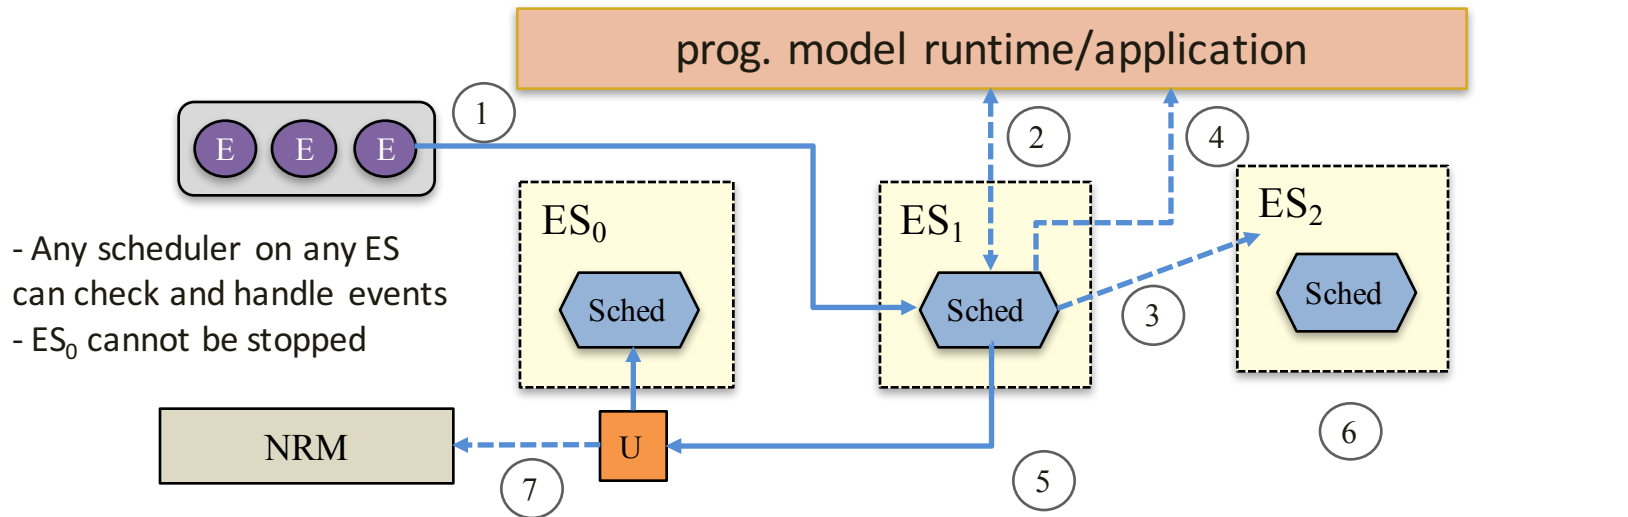 prog. model runtime/application
1
2
4
E E E
ES₀
ES₁
ES₂
- Any scheduler on any ES
can check and handle events
- ES₀ cannot be stopped
Sched
Sched
Sched
3
NRM
U
6
7
5